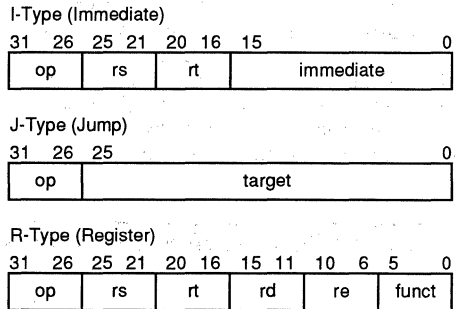 I-Type (Immediate)
31 26 25 21 20 16 15 0
op rs rt immediate
J-Type (Jump)
31 26 25 0
op target
R-Type (Register)
31 26 25 21 20 16 15 11 10 6 5 0
op rs rt rd re funct